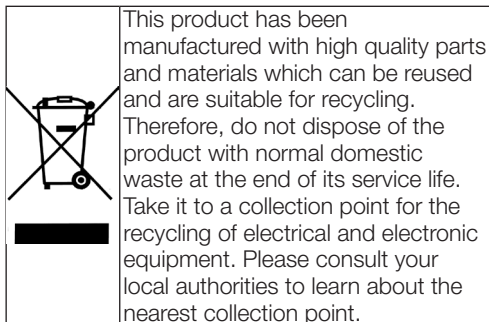 This product has been
manufactured with high quality parts
and materials which can be reused
and are suitable for recycling.
Therefore, do not dispose of the
product with normal domestic
waste at the end of its service life.
Take it to a collection point for the
recycling of electrical and electronic
equipment. Please consult your
local authorities to learn about the
nearest collection point.